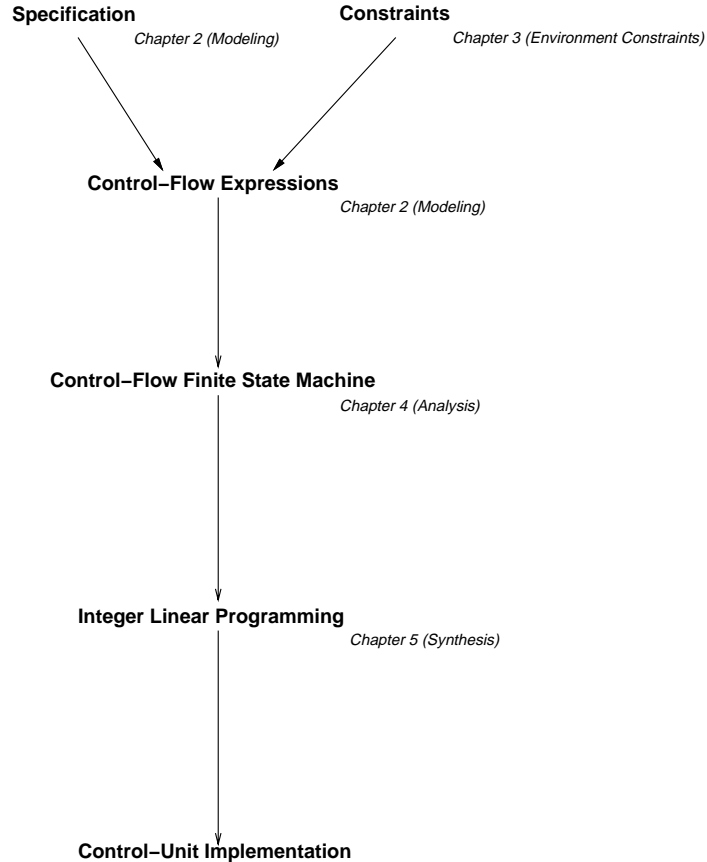 Specification
Constraints
Chapter 2 (Modeling)
Chapter 3 (Environment Constraints)
Control−Flow Expressions
Chapter 2 (Modeling)
Control−Flow Finite State Machine
Chapter 4 (Analysis)
Integer Linear Programming
Chapter 5 (Synthesis)
Control−Unit Implementation